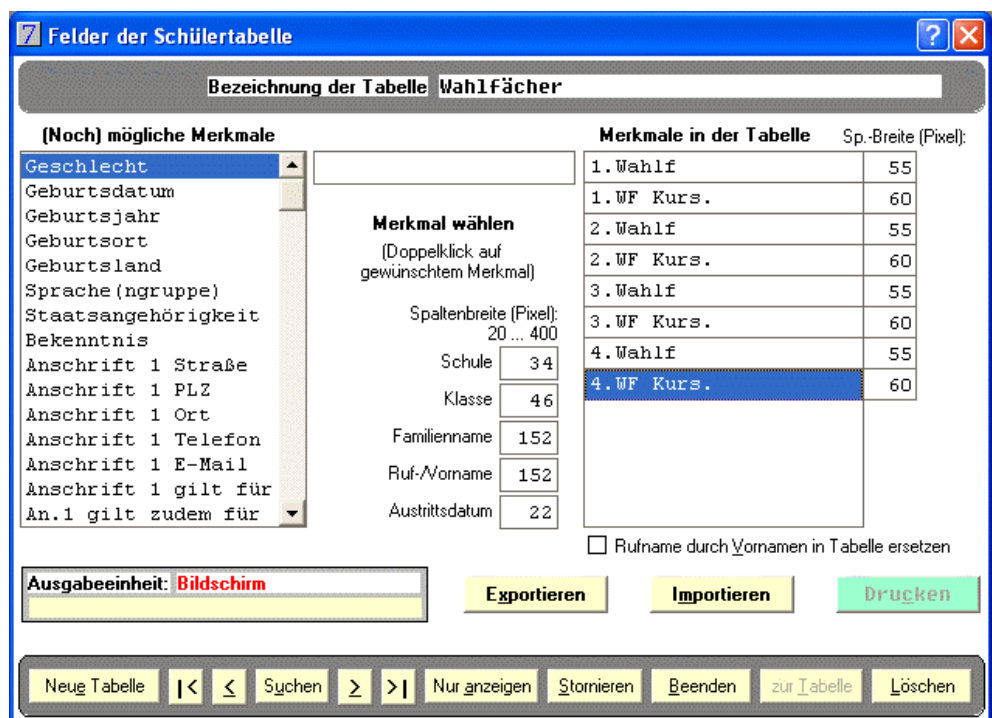 7 Felder der Schülertabelle
Bezeichnung der Tabelle Wahlfächer
(Noch) mögliche Merkmale
Geschlecht
Geburtsdatum
Geburtsjahr
Geburtsort
Geburtsland
Sprache(ngruppe)
Staatsangehörigkeit
Bekenntnis
Anschrift 1 Straße
Anschrift 1 PLZ
Anschrift 1 Ort
Anschrift 1 Telefon
Anschrift 1 E-Mail
Anschrift 1 gilt für
An.1 gilt zudem für
Merkmal wählen
(Doppelklick auf
gewünschtem Merkmal)
Spaltenbreite (Pixel):
20 ... 400
Schule 34
Klasse 46
Familienname 152
Ruf-/Vorname 152
Austrittsdatum 22
Merkmale in der Tabelle Sp.-Breite (Pixel):
1.Wahlf 55
1.WF Kurs. 60
2.Wahlf 55
2.WF Kurs. 60
3.Wahlf 55
3.WF Kurs. 60
4.Wahlf 55
4.WF Kurs. 60
Rufname durch Vornamen in Tabelle ersetzen
Ausgabeeinheit: Bildschirm
Exportieren Importieren Drucken
Neue Tabelle |< < Suchen > >| Nur anzeigen Stornieren Beenden zur Tabelle Löschen